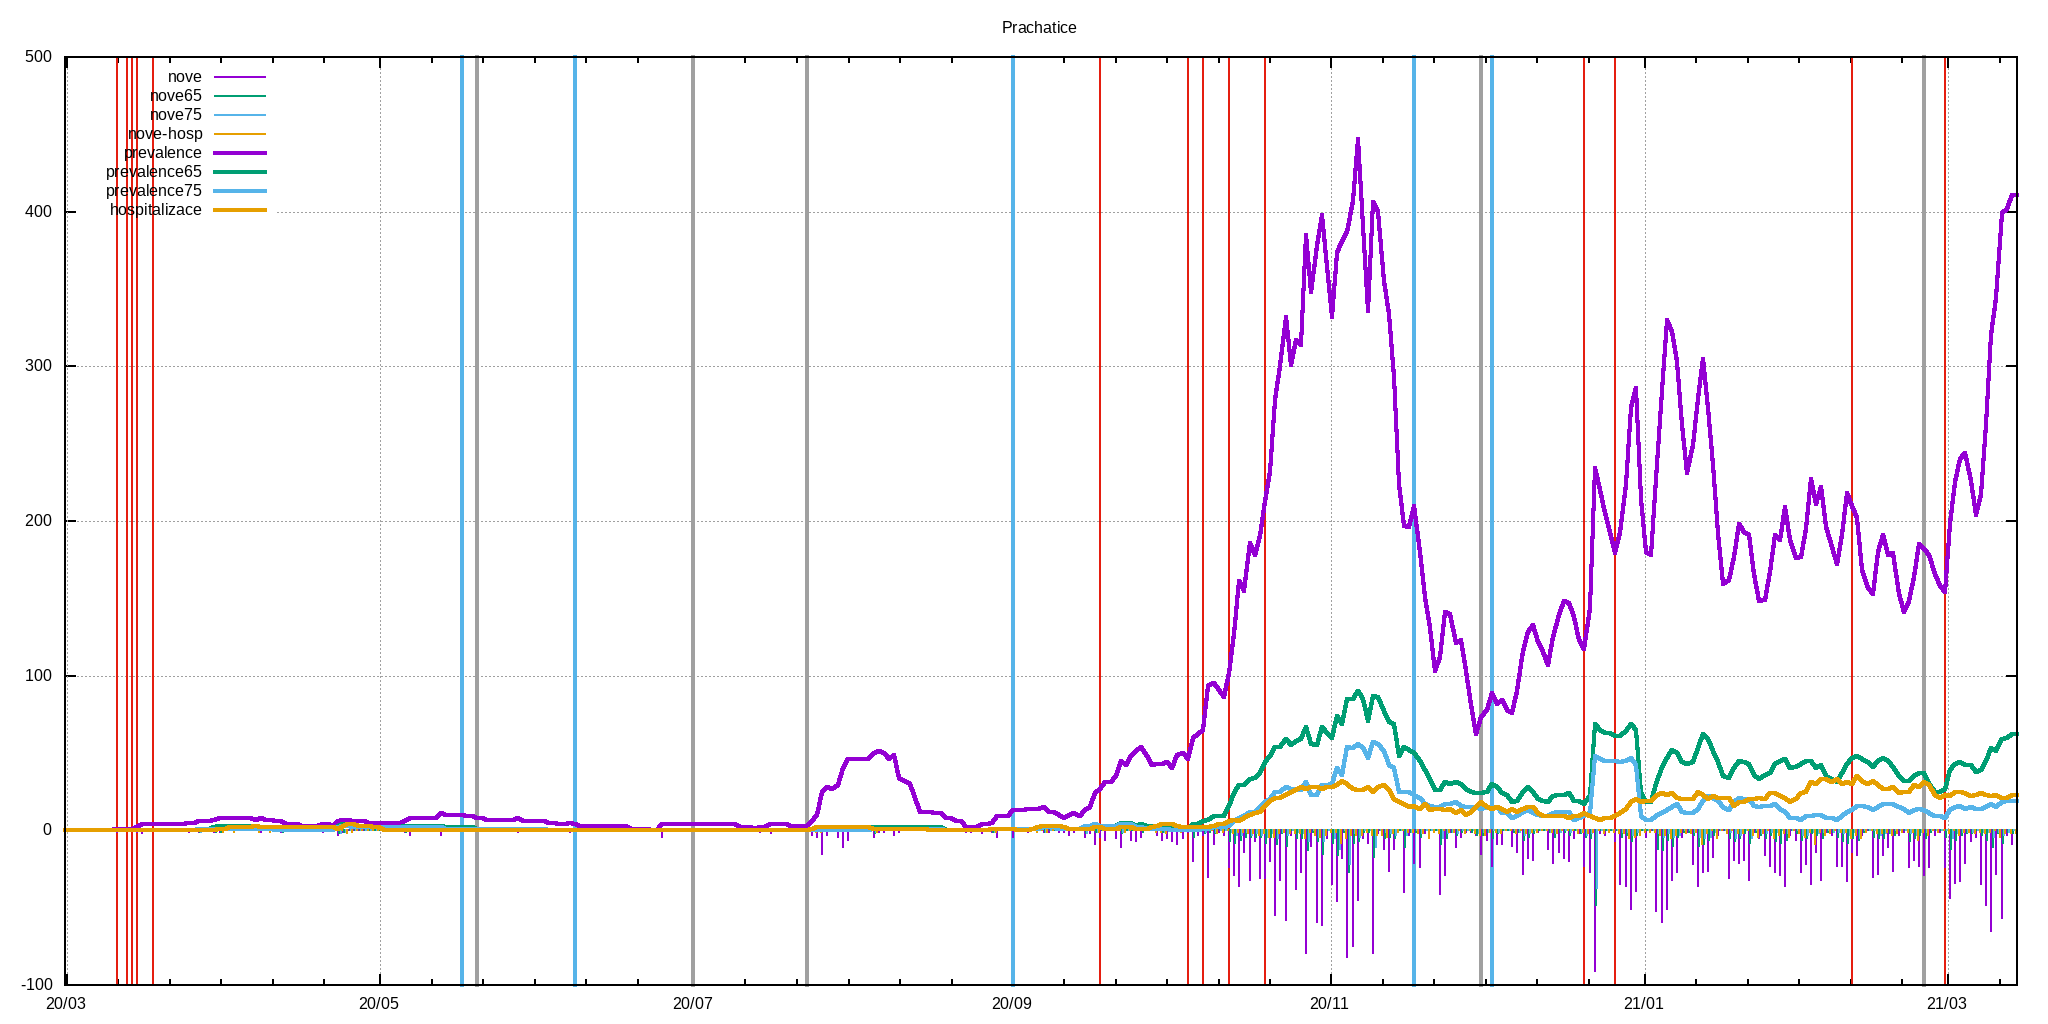 Prachatice
500
nove
nove65
nove75
nove-hosp
prevalence
prevalence65
prevalence75
hospitalizace
400
300
200
100
0
-100
20/03 20/05 20/07 20/09 20/11 21/01 21/03